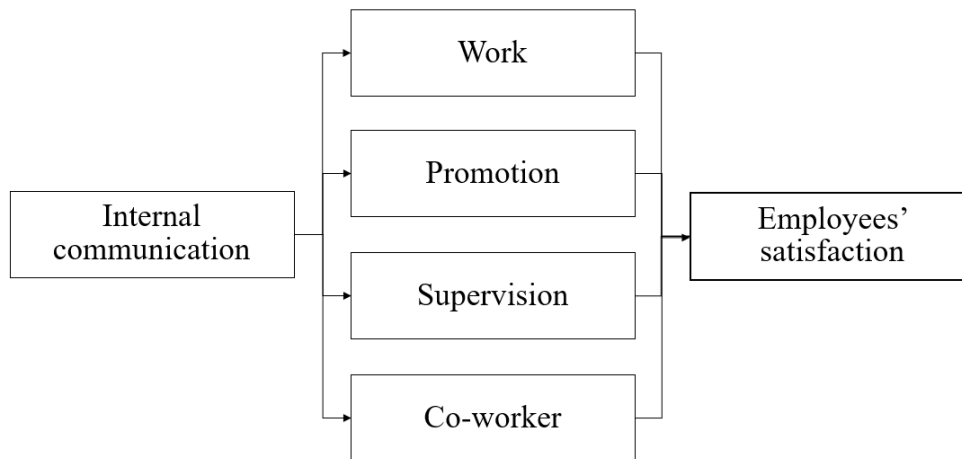 Work
Promotion
Internal
communication
Employees’
satisfaction
Supervision
Co-worker